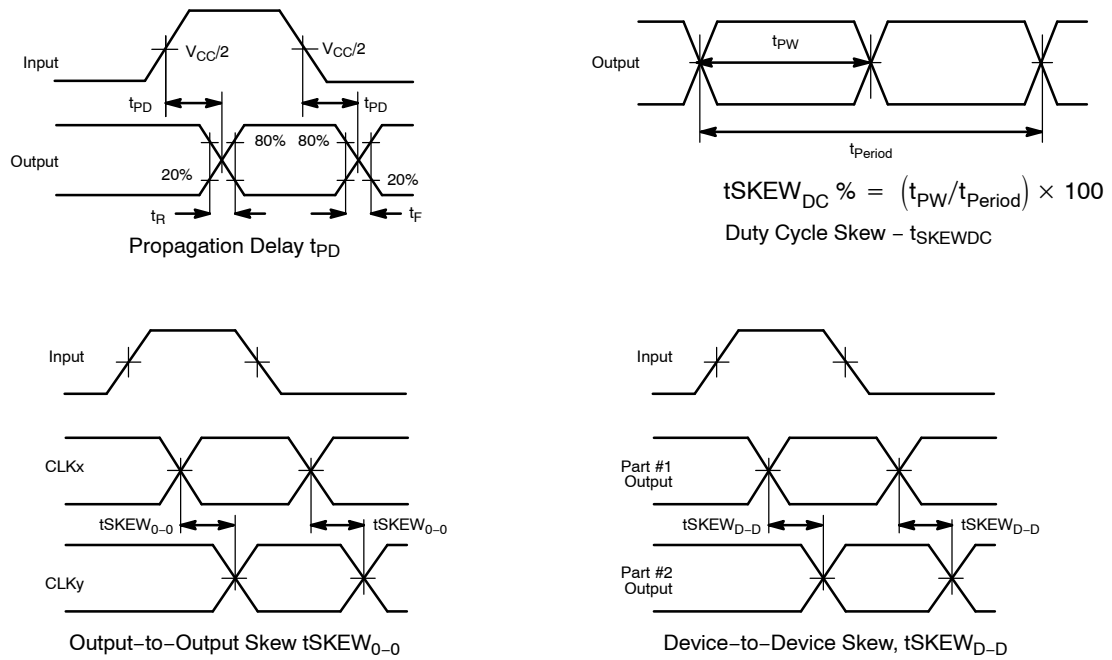 Input
V_CC/2
V_CC/2
t_PD
t_PD
Output
80%
80%
20%
20%
t_R
t_F
Propagation Delay t_PD
Output
t_PW
t_Period
tSKEW_DC % = (t_PW/t_Period) × 100
Duty Cycle Skew − t_SKEWDC
Input
CLKx
tSKEW_0−0
tSKEW_0−0
CLKy
Output−to−Output Skew tSKEW_0−0
Input
Part #1
Output
tSKEW_D−D
tSKEW_D−D
Part #2
Output
Device−to−Device Skew, tSKEW_D−D